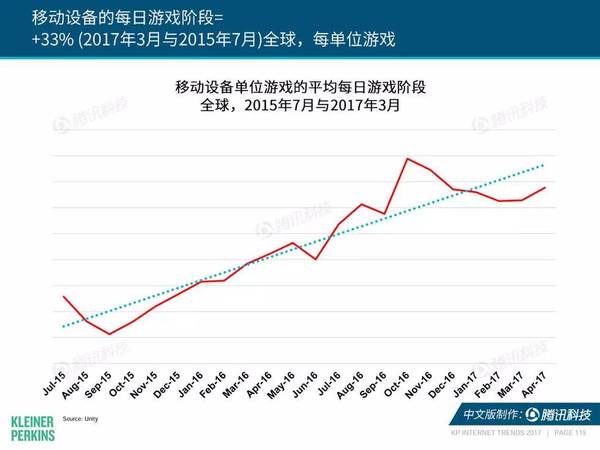 移动设备的每日游戏阶段=
+33% (2017年3月与2015年7月)全球，每单位游戏
移动设备单位游戏的平均每日游戏阶段
全球，2015年7月与2017年3月
腾讯科技
腾讯科技
腾讯科技
腾讯科技
腾讯科技
Jul-15
Aug-15
Sep-15
Oct-15
Nov-15
Dec-15
Jan-16
Feb-16
Mar-16
Apr-16
May-16
Jun-16
Jul-16
Aug-16
Sep-16
Oct-16
Nov-16
Dec-16
Jan-17
Feb-17
Mar-17
Apr-17
KLEINER
PERKINS
Source: Unity
中文版制作：腾讯科技
KP INTERNET TRENDS 2017 | PAGE 115